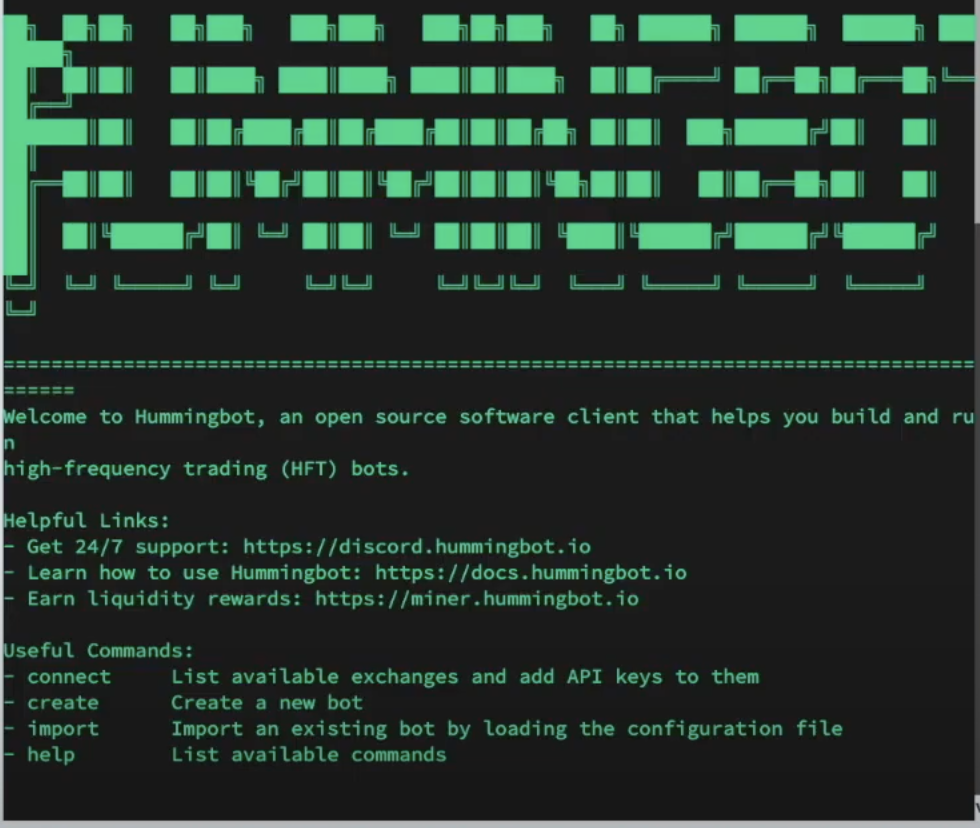 ================================================================================
======
Welcome to Hummingbot, an open source software client that helps you build and ru
n
high-frequency trading (HFT) bots.
Helpful Links:
- Get 24/7 support: https://discord.hummingbot.io
- Learn how to use Hummingbot: https://docs.hummingbot.io
- Earn liquidity rewards: https://miner.hummingbot.io
Useful Commands:
- connect     List available exchanges and add API keys to them
- create      Create a new bot
- import      Import an existing bot by loading the configuration file
- help        List available commands